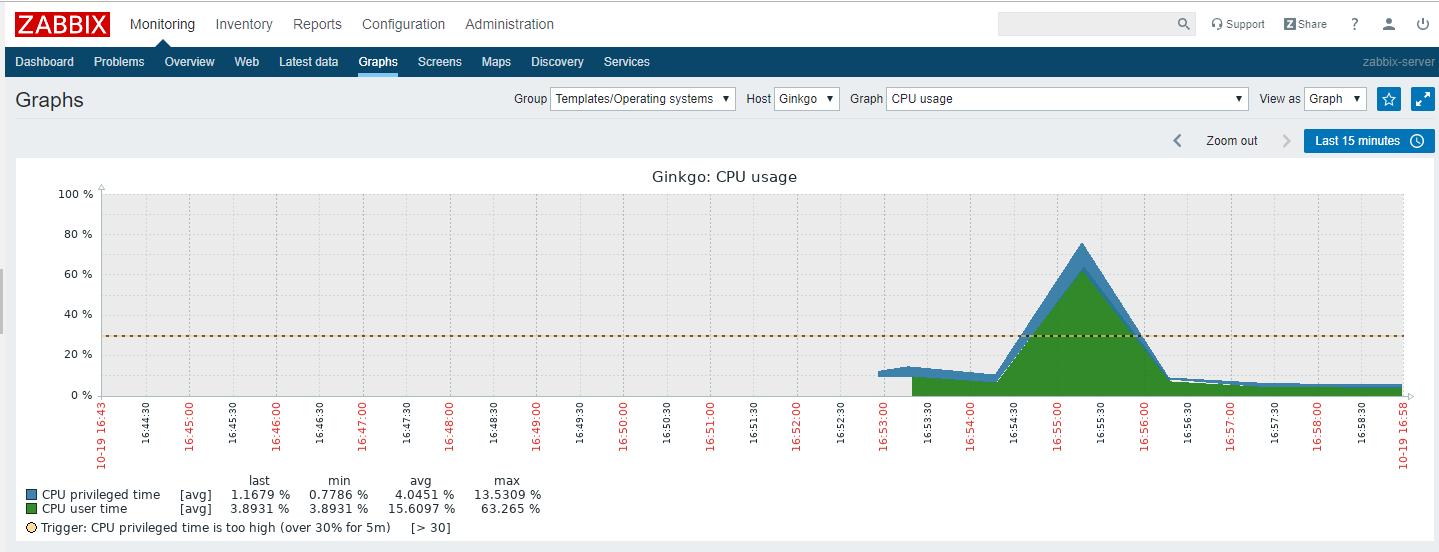 ZABBIX Monitoring Inventory Reports Configuration Administration Support Z Share ?
Dashboard Problems Overview Web Latest data Graphs Screens Maps Discovery Services zabbix-server
Graphs Group Templates/Operating systems Host Ginkgo Graph CPU usage View as Graph
Zoom out Last 15 minutes
Ginkgo: CPU usage
100 %
80 %
60 %
40 %
20 %
0 %
10-19 16:43 16:44:30 16:45:00 16:45:30 16:46:00 16:46:30 16:47:00 16:47:30 16:48:00 16:48:30 16:49:00 16:49:30 16:50:00 16:50:30 16:51:00 16:51:30 16:52:00 16:52:30 16:53:00 16:53:30 16:54:00 16:54:30 16:55:00 16:55:30 16:56:00 16:56:30 16:57:00 16:57:30 16:58:00 16:58:30 10-19 16:58
last min avg max
CPU privileged time [avg] 1.1679 % 0.7786 % 4.0451 % 13.5309 %
CPU user time [avg] 3.8931 % 3.8931 % 15.6097 % 63.265 %
Trigger: CPU privileged time is too high (over 30% for 5m) [> 30]